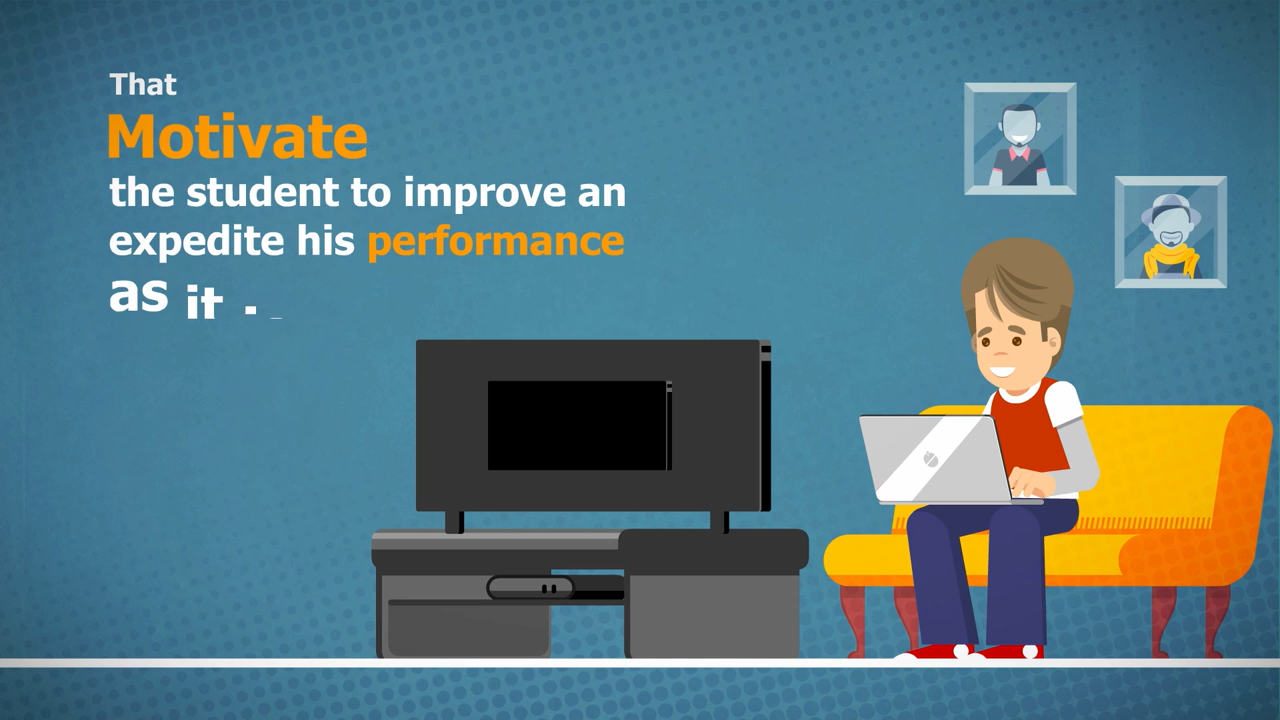 That
Motivate
the student to improve an
expedite his performance
as it